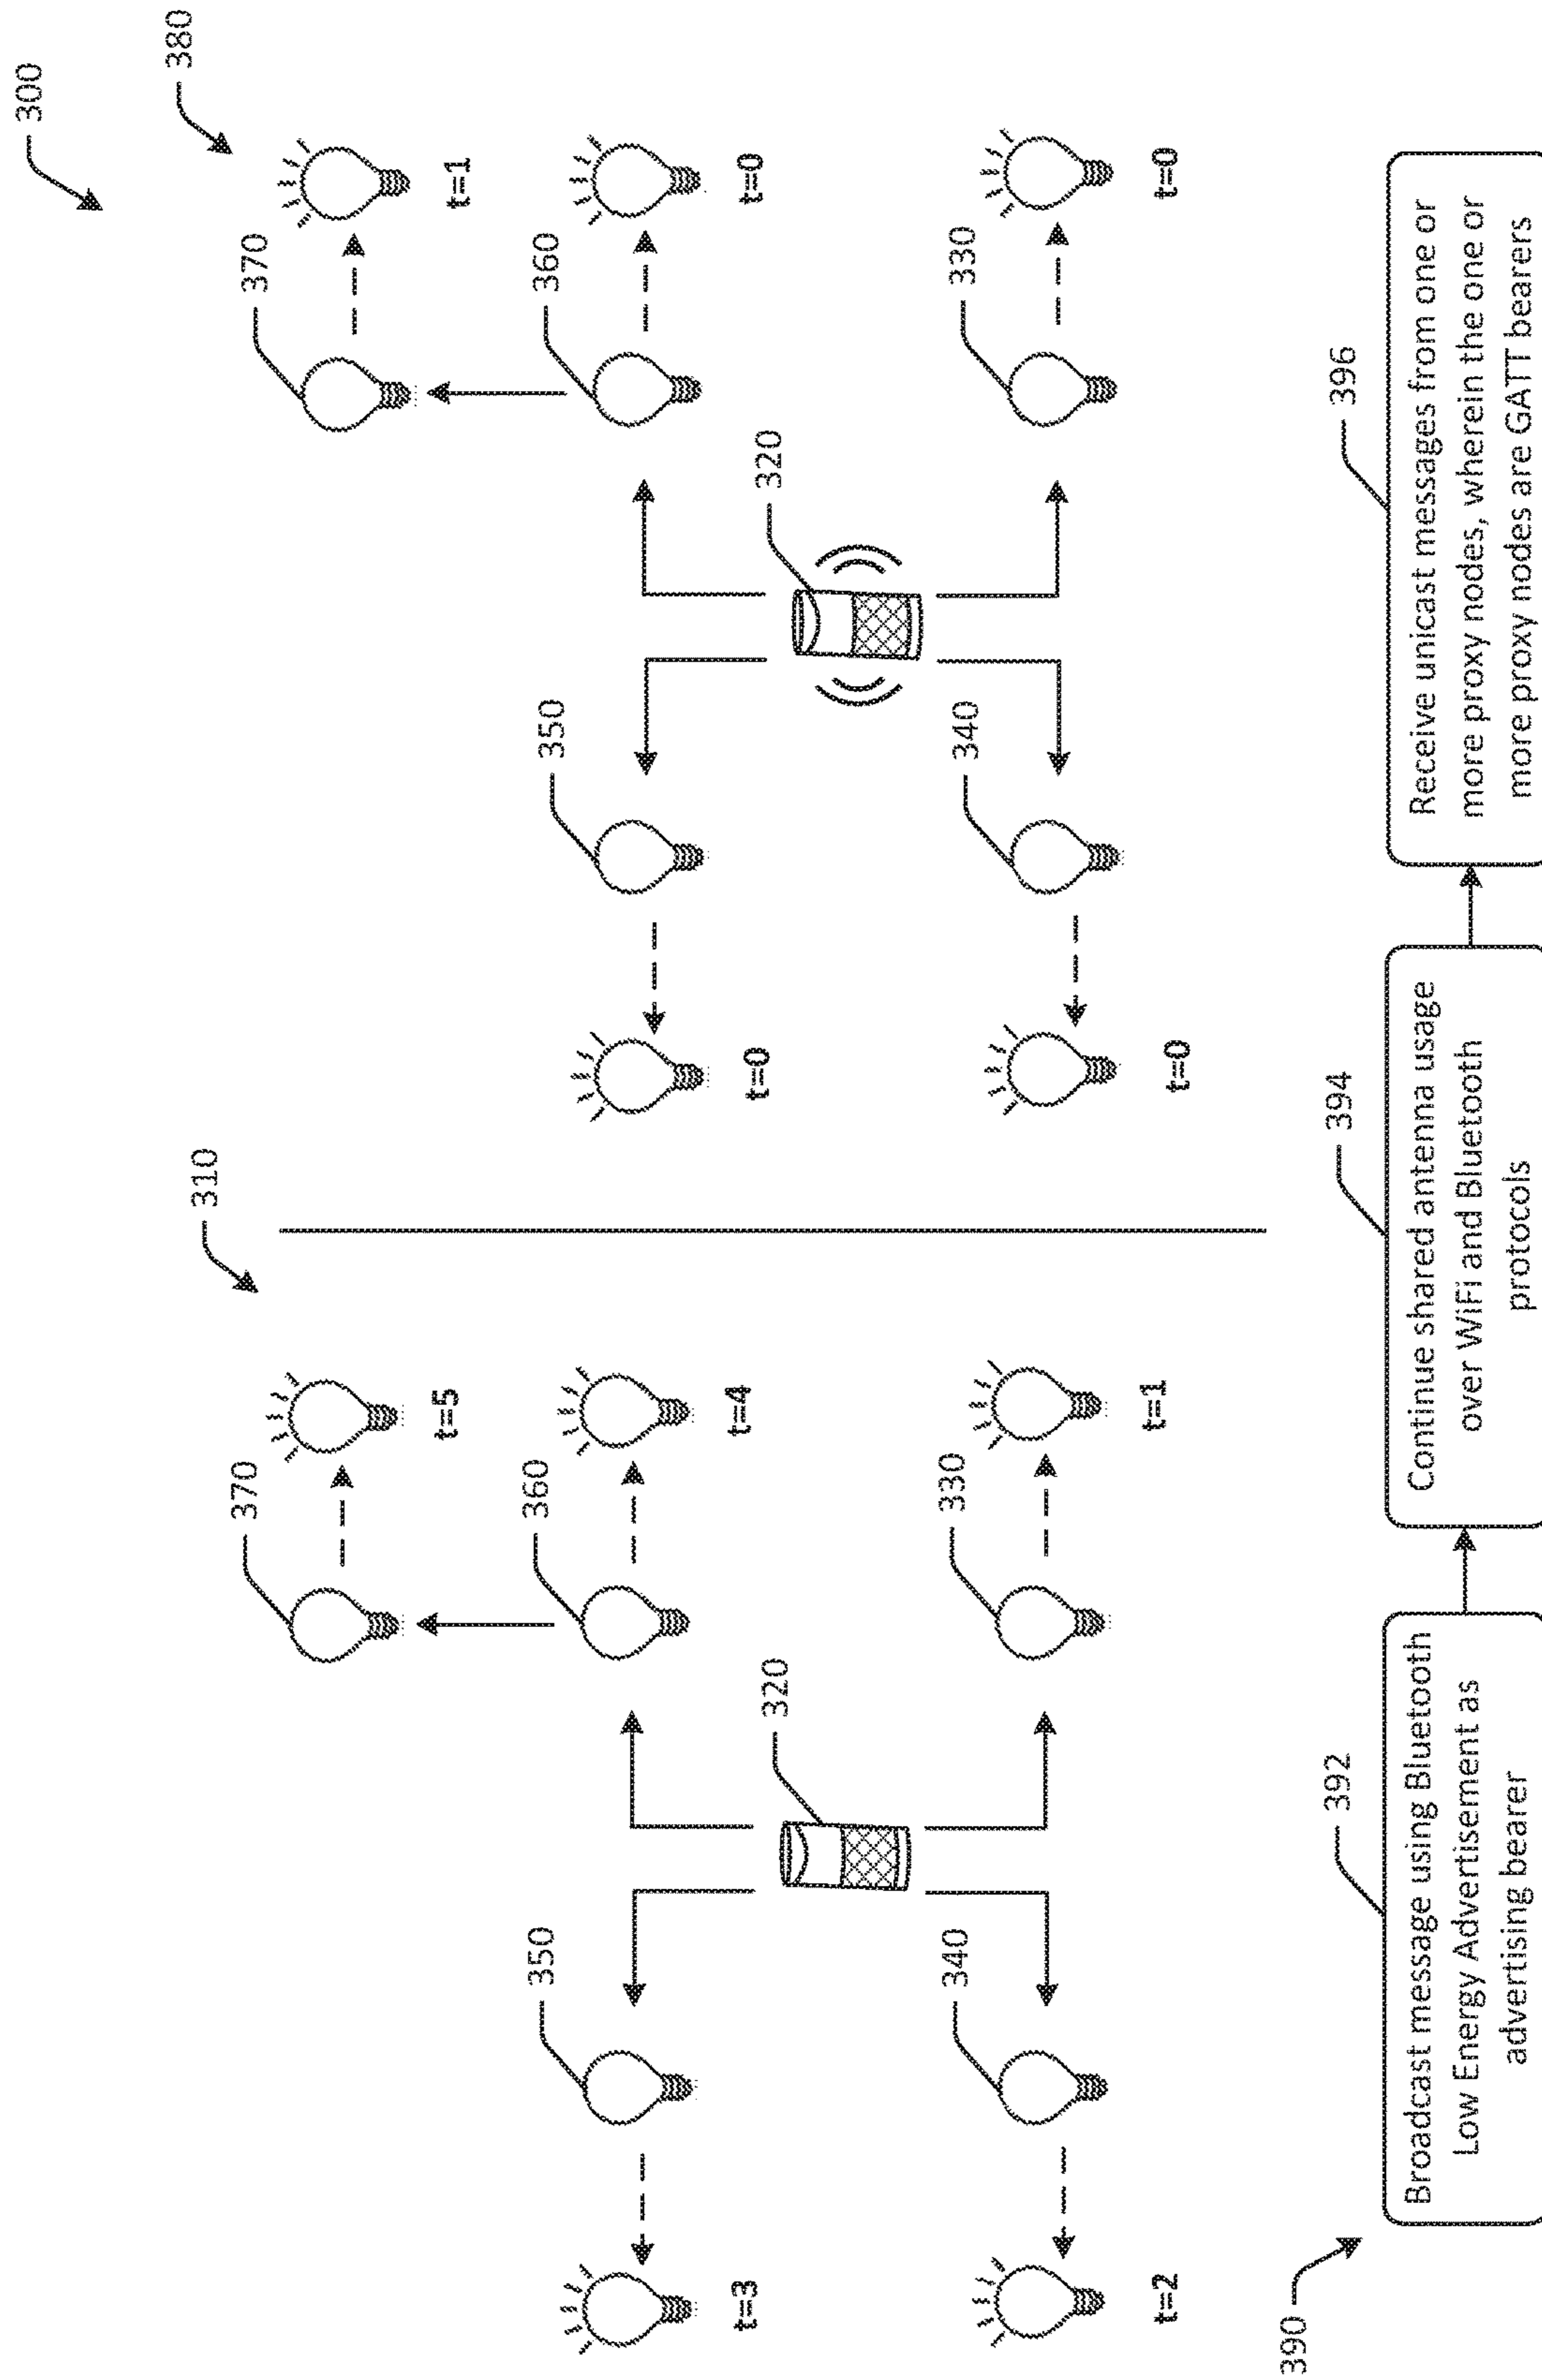 300
310
380
370
t=5
350
360
t=3
t=4
320
340
330
t=2
t=1
370
t=1
350
360
t=0
t=0
320
340
330
t=0
t=0
390
392
Broadcast message using Bluetooth
Low Energy Advertisement as
advertising bearer
394
Continue shared antenna usage
over WiFi and Bluetooth
protocols
396
Receive unicast messages from one or
more proxy nodes, wherein the one or
more proxy nodes are GATT bearers